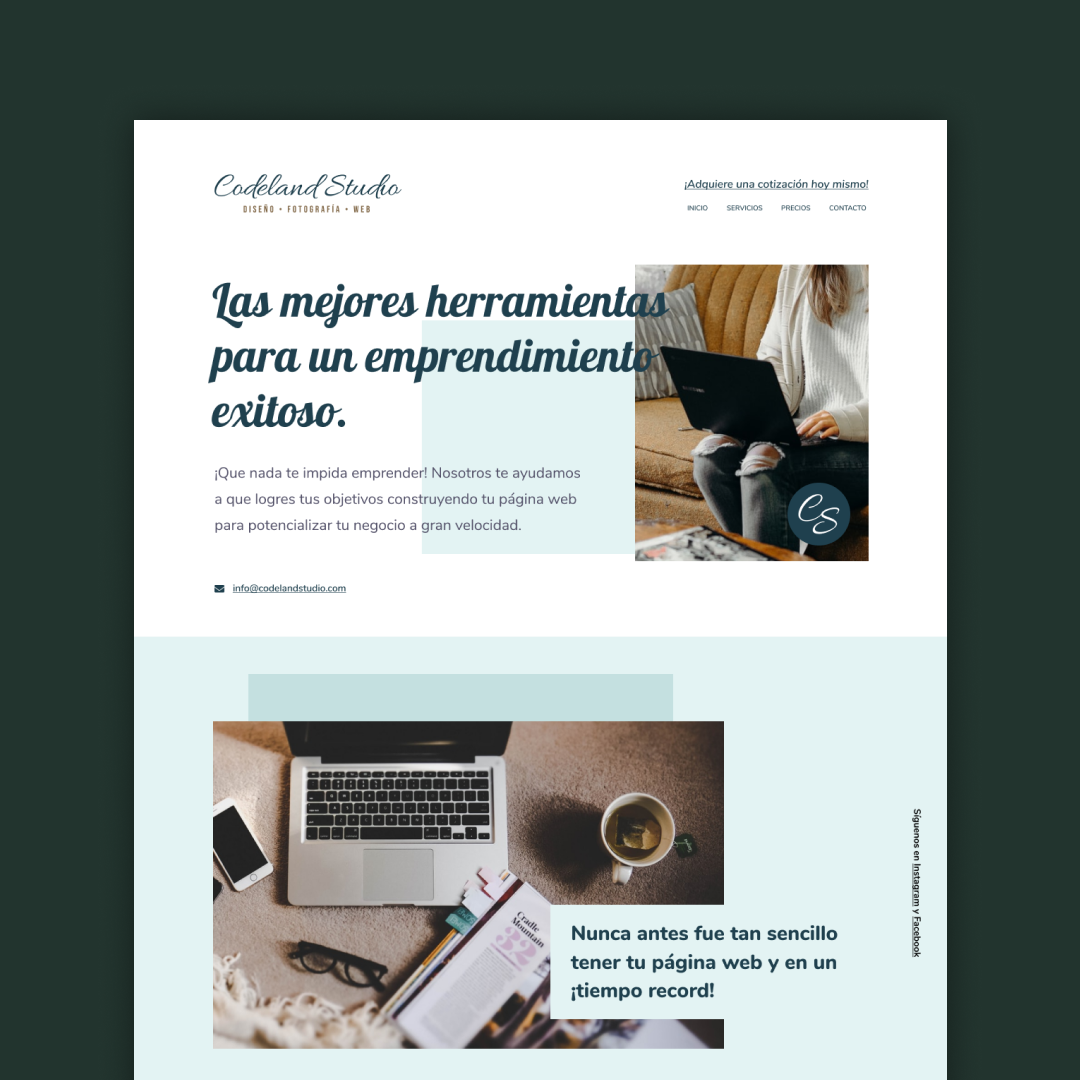 Codeland Studio
DISEÑO • FOTOGRAFÍA • WEB
¡Adquiere una cotización hoy mismo!
INICIO SERVICIOS PRECIOS CONTACTO
Las mejores herramientas
para un emprendimiento
exitoso.
¡Que nada te impida emprender! Nosotros te ayudamos
a que logres tus objetivos construyendo tu página web
para potencializar tu negocio a gran velocidad.
CS
info@codelandstudio.com
Cradle
Mountain
32
Nunca antes fue tan sencillo
tener tu página web y en un
¡tiempo record!
Síguenos en Instagram y Facebook